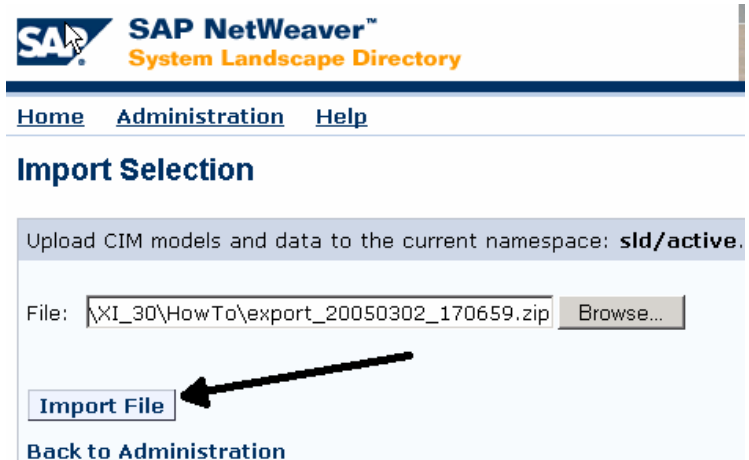 SAP
SAP NetWeaver™
System Landscape Directory
Home Administration Help
Import Selection
Upload CIM models and data to the current namespace: sld/active.
File: \XI_30\HowTo\export_20050302_170659.zip Browse...
Import File
Back to Administration